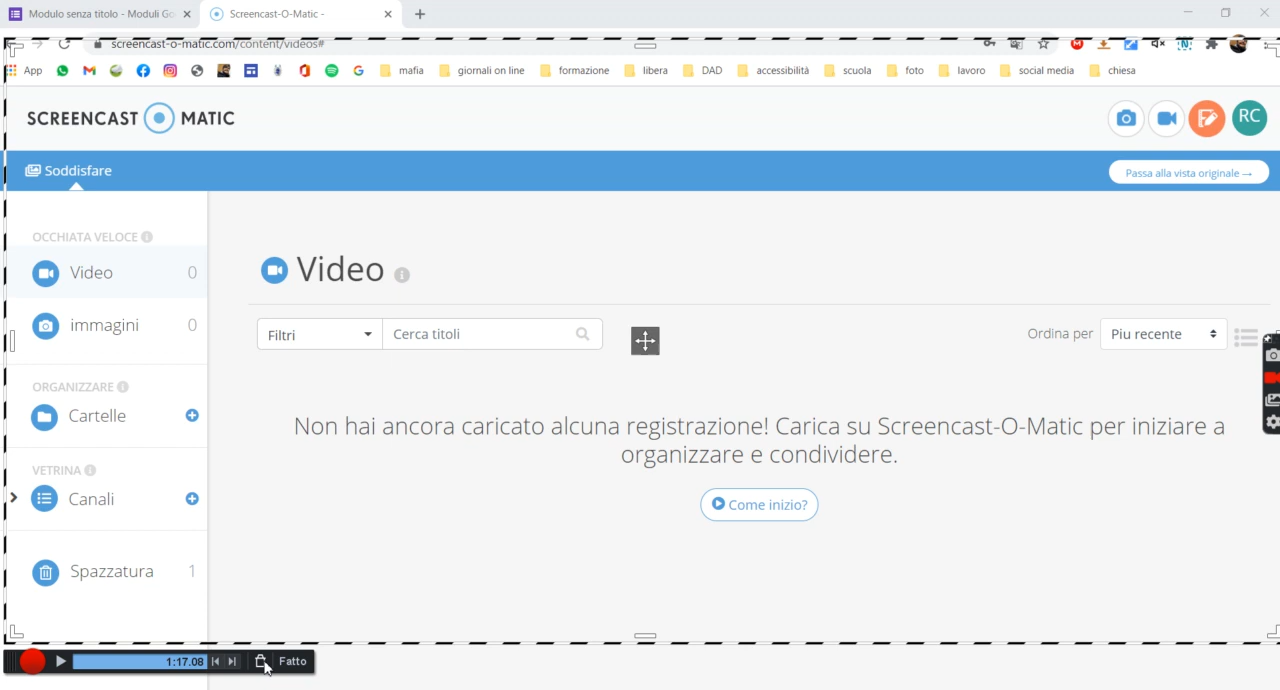 Modulo senza titolo - Moduli Go
Screencast-O-Matic -
screencast-o-matic.com/content/videos#
App
mafia
giornali on line
formazione
libera
DAD
accessibilità
scuola
foto
lavoro
social media
chiesa
SCREENCAST MATIC
RC
Soddisfare
Passa alla vista originale →
OCCHIATA VELOCE
Video 0
immagini 0
ORGANIZZARE
Cartelle
VETRINA
Canali
Spazzatura 1
Video
Filtri
Cerca titoli
Ordina per
Piu recente
Non hai ancora caricato alcuna registrazione! Carica su Screencast-O-Matic per iniziare a
organizzare e condividere.
Come inizio?
1:17.08
Fatto